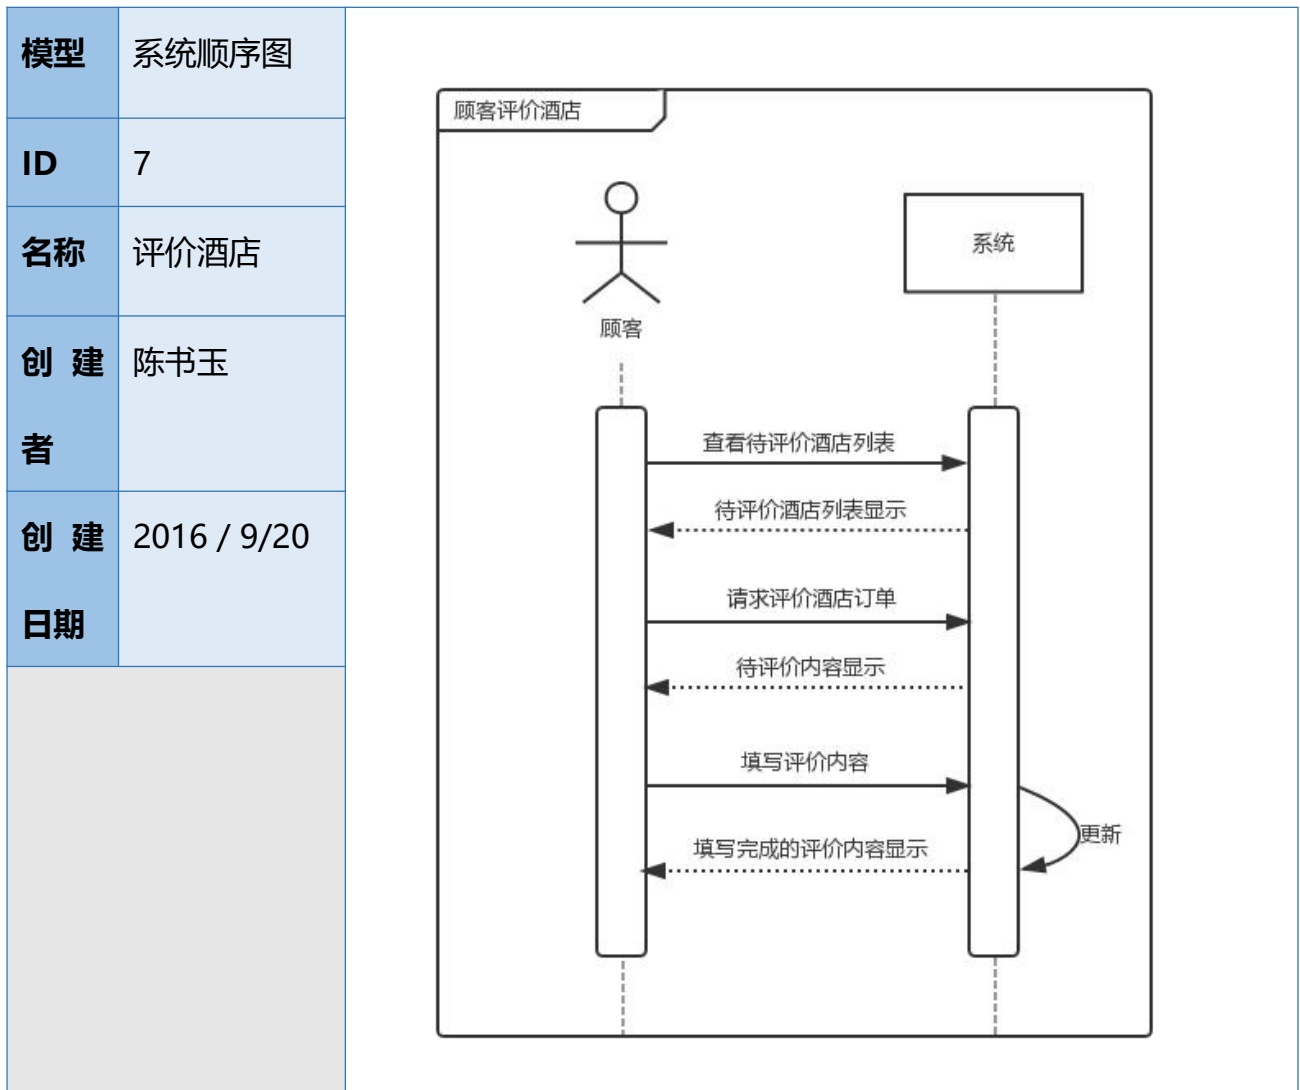 模型 系统顺序图
ID 7
名称 评价酒店
创 建 陈书玉
者
创 建 2016 / 9/20
日期
顾客评价酒店
系统
顾客
查看待评价酒店列表
待评价酒店列表显示
请求评价酒店订单
待评价内容显示
填写评价内容
更新
填写完成的评价内容显示